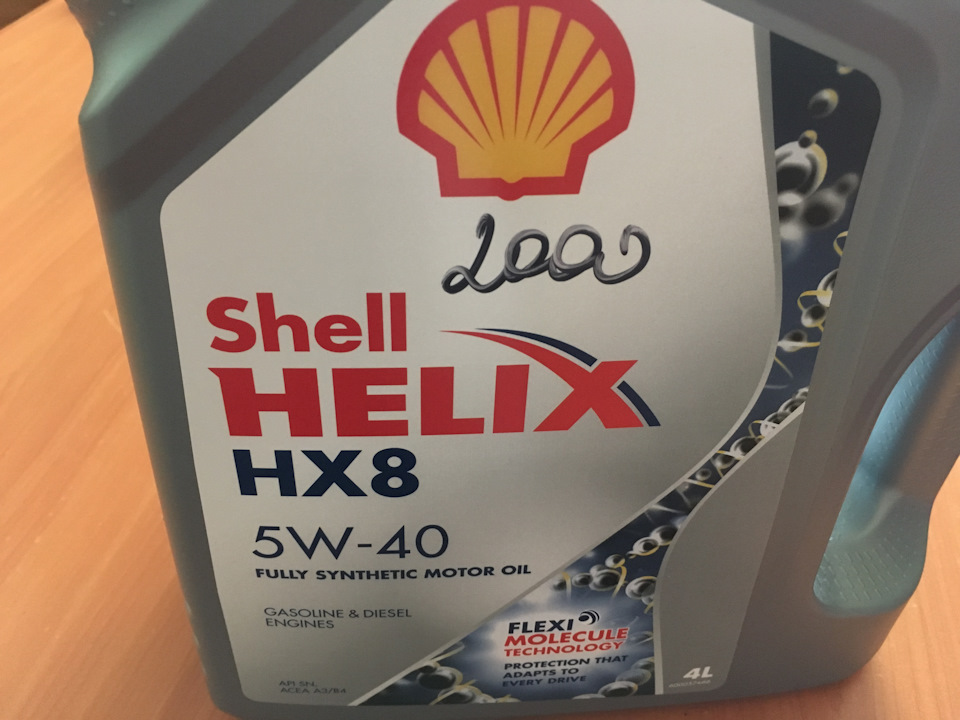 2000
Shell
HELIX
HX8
5W-40
FULLY SYNTHETIC MOTOR OIL
GASOLINE & DIESEL
ENGINES
FLEXI
MOLECULE
TECHNOLOGY
PROTECTION THAT
ADAPTS TO
EVERY DRIVE
API SN,
ACEA A3/B4
4L